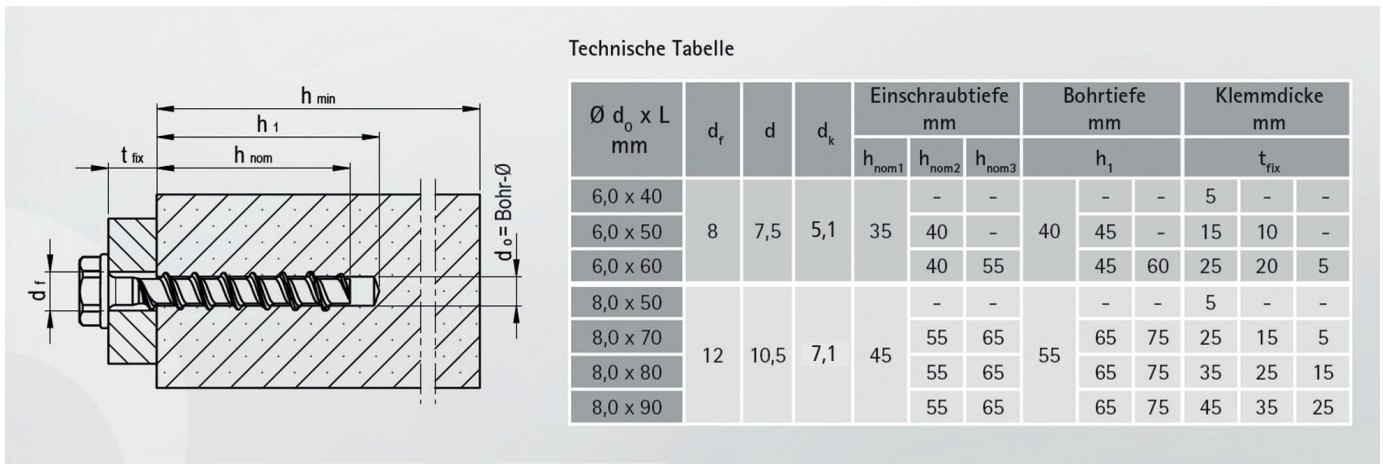 h min
h 1
t fix
h nom
d f
d o = Bohr-Ø
Technische Tabelle
Ø do x L mm
df
d
dk
Einschraubtiefe mm
Bohrtiefe mm
Klemmdicke mm
hnom1 hnom2 hnom3 h1 tfix
6,0 x 40 8 7,5 5,1 35 - - 40 - - 5 - -
6,0 x 50 40 - 45 - 15 10 -
6,0 x 60 40 55 45 60 25 20 5
8,0 x 50 12 10,5 7,1 45 - - 55 - - 5 - -
8,0 x 70 55 65 65 75 25 15 5
8,0 x 80 55 65 65 75 35 25 15
8,0 x 90 55 65 65 75 45 35 25